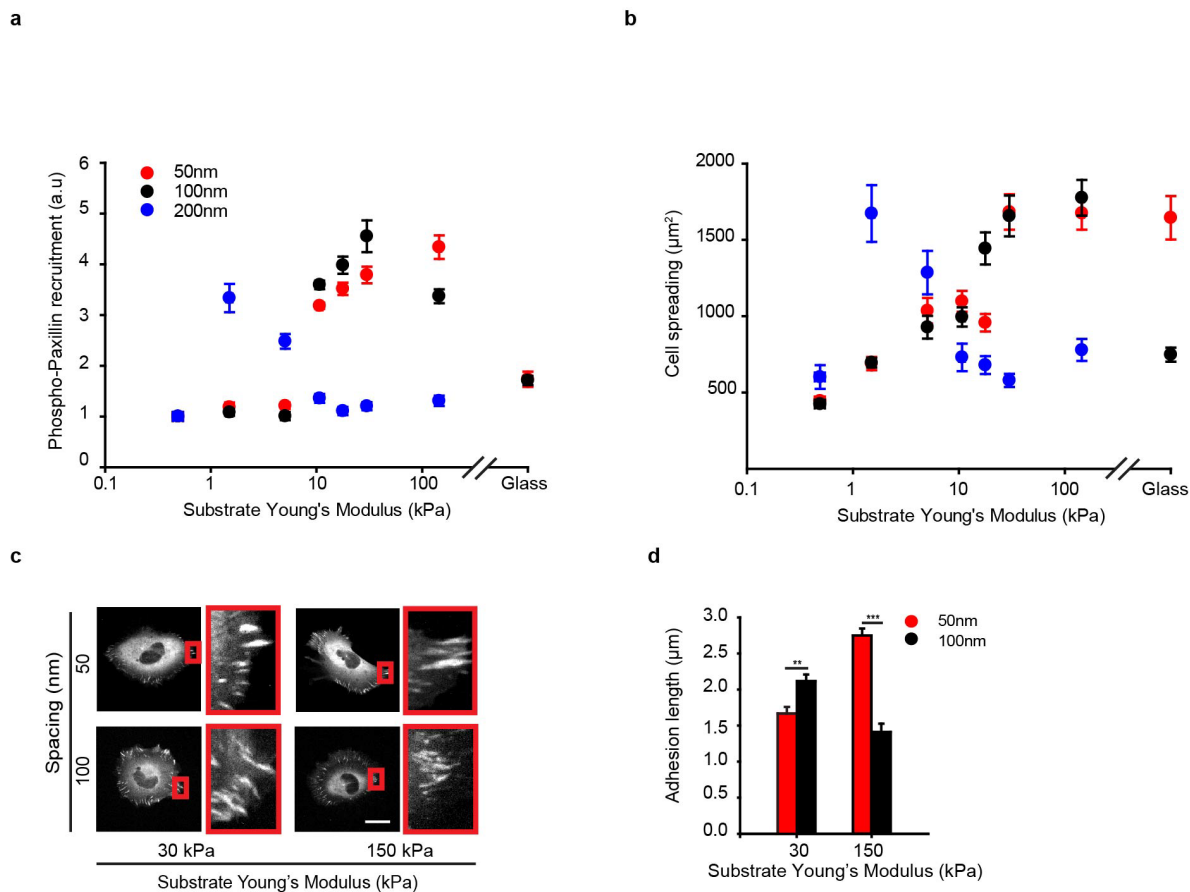 a
Phospho-Paxillin recruitment (a.u)
6
5
4
3
2
1
0
50nm
100nm
200nm
0.1
1
10
100
Glass
Substrate Young's Modulus (kPa)
b
Cell spreading (µm²)
2000
1500
1000
500
0.1
1
10
100
Glass
Substrate Young's Modulus (kPa)
c
Spacing (nm)
50
100
30 kPa
150 kPa
Substrate Young's Modulus (kPa)
d
Adhesion length (µm)
3.0
2.5
2.0
1.5
1.0
0.5
0.0
**
***
50nm
100nm
30
150
Substrate Young's Modulus (kPa)